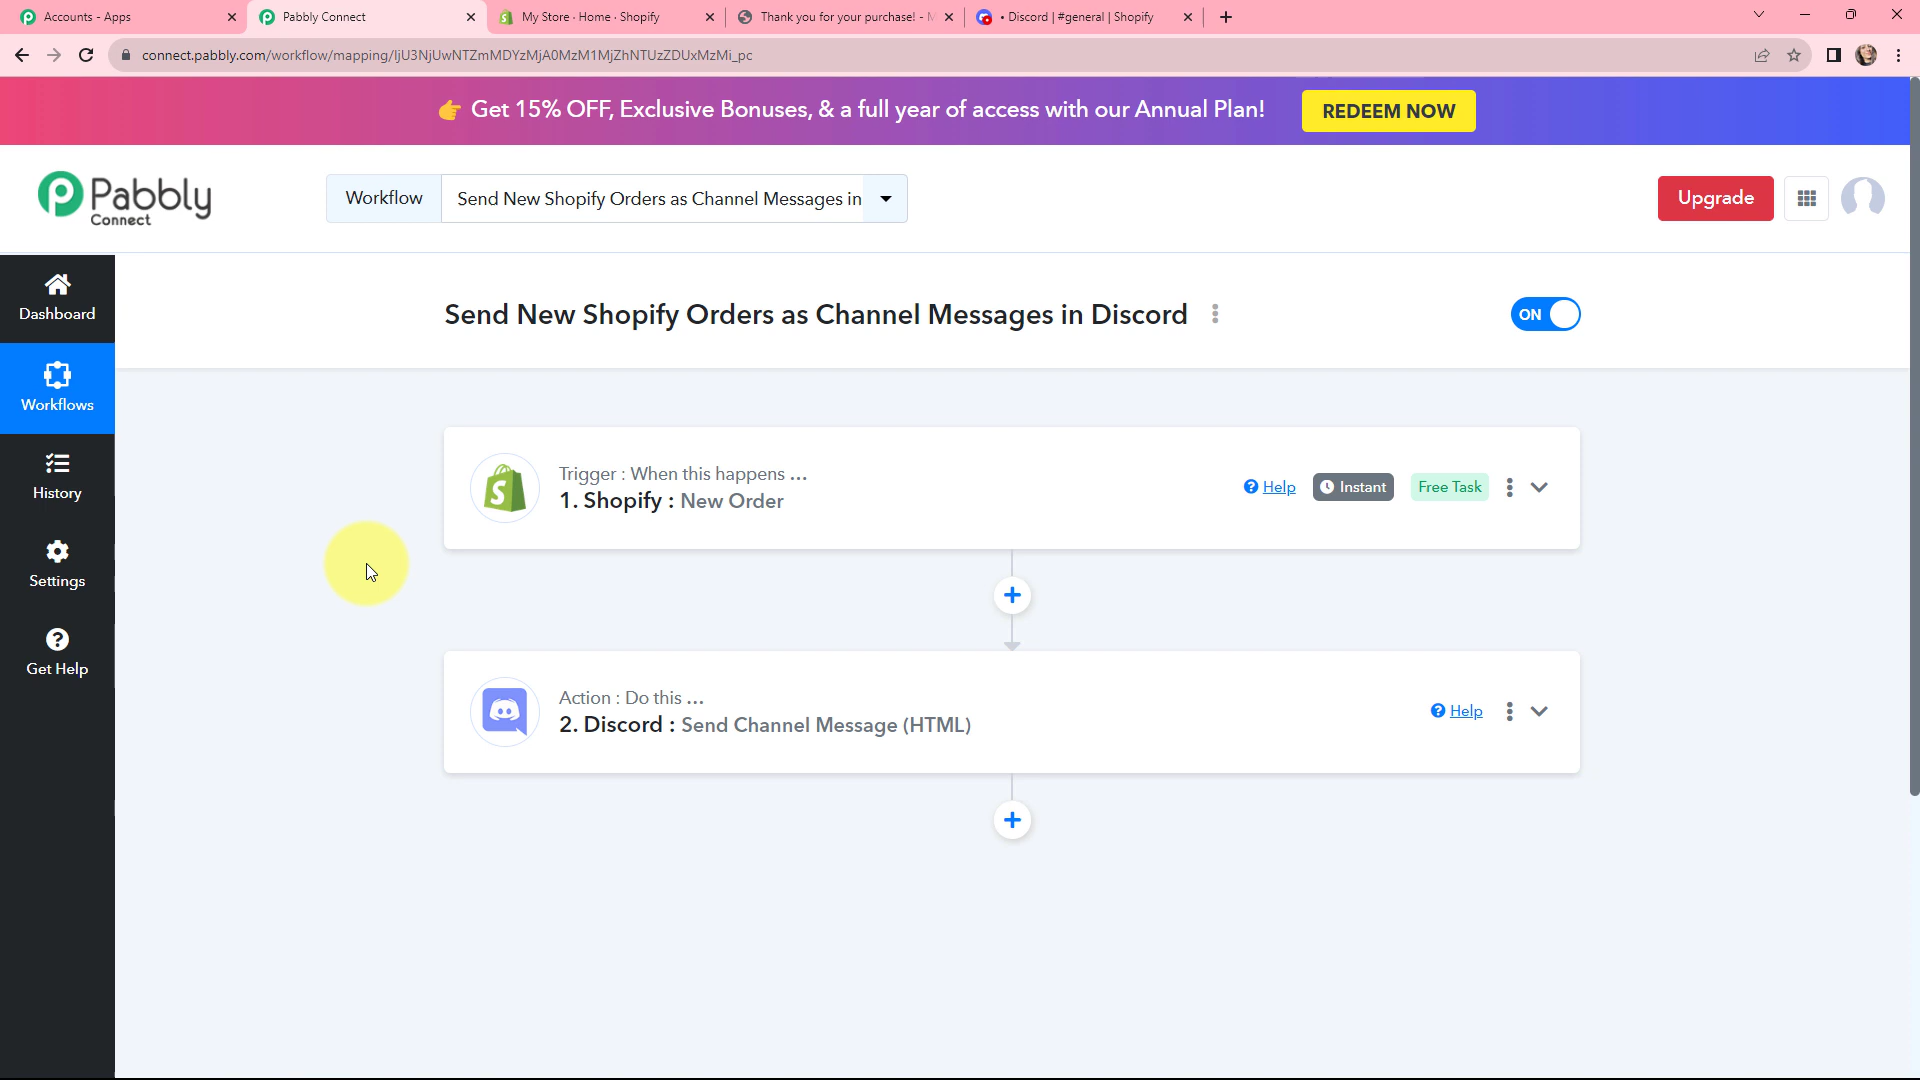 Accounts - Apps
Pabbly Connect
My Store · Home · Shopify
Thank you for your purchase! -
• Discord | #general | Shopify
connect.pabbly.com/workflow/mapping/IjU3NjUwNTZmMDYzMjA0MzM1MjZhNTUzZDUxMzMi_pc
👉 Get 15% OFF, Exclusive Bonuses, & a full year of access with our Annual Plan!
REDEEM NOW
Pabbly
Connect
Workflow
Send New Shopify Orders as Channel Messages in
Upgrade
Dashboard
Workflows
History
Settings
Get Help
Send New Shopify Orders as Channel Messages in Discord
ON
Trigger : When this happens ...
1. Shopify : New Order
Help
Instant
Free Task
Action : Do this ...
2. Discord : Send Channel Message (HTML)
Help